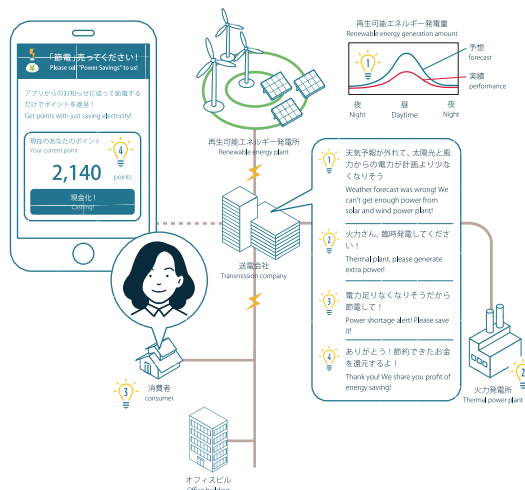 「節電」売ってください！
Please sell "Power Savings" to us!
アプリからのお知らせに従って節電する
だけでポイントを進呈！
Get points with just saving electricity!
現在のあなたのポイント
Your current point
4
2,140 points
現金化！
Cashing!
再生可能エネルギー発電所
Renewable energy plant
再生可能エネルギー発電量
Renewable energy generation amount
1
予想
forecast
実績
performance
夜 昼 夜
Night Daytime Night
送電会社
Transmission company
1
天気予報が外れて、太陽光と風
力からの電力が計画より少な
くなりそう
Weather forecast was wrong! We
can't get enough power from
solar and wind power plant!
2
火力さん、臨時発電してくださ
い！
Thermal plant, please generate
extra power!
3
電力足りなくなりそうだから
節電して！
Power shortage alert! Please save
it!
4
ありがとう！節約できたお金
を還元するよ！
Thank you! We share you profit of
energy saving!
2
火力発電所
Thermal power plant
3
消費者
consumer
オフィスビル
Office building